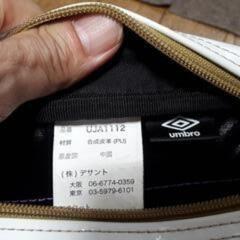 品番 UJA1112
材質 合成皮革(PU)
原産国 中国
(株)デサント
大阪 06-6774-0359
東京 03-5979-6101
umbro